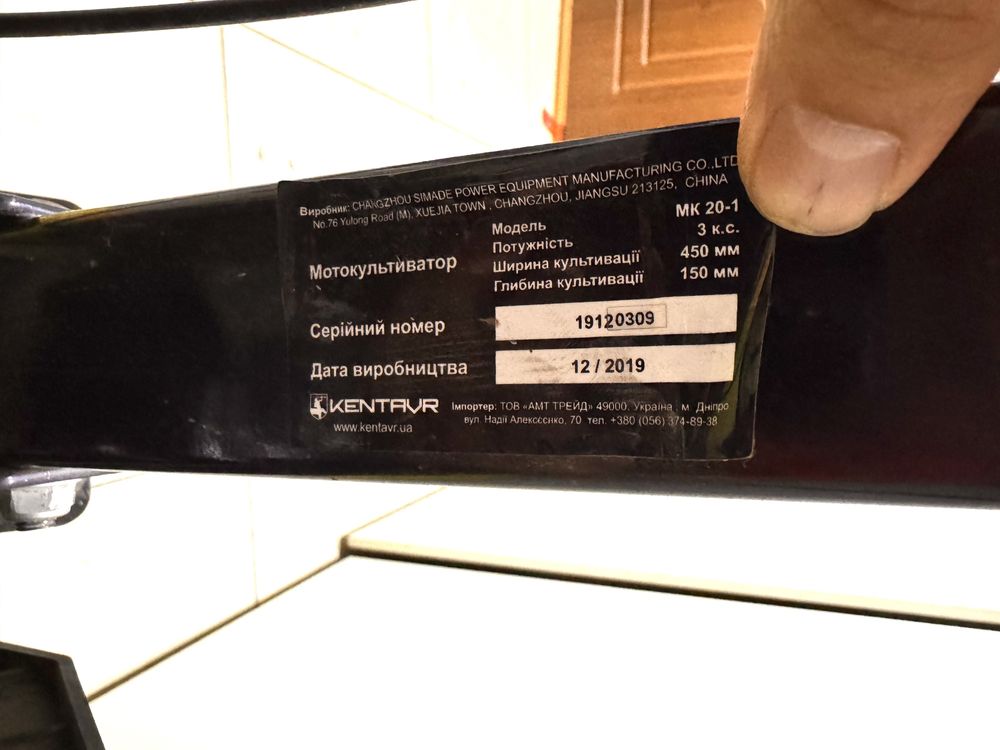 Виробник: CHANGZHOU SIMADE POWER EQUIPMENT MANUFACTURING CO.,LTD
No.76 Yulong Road (M), XUEJIA TOWN , CHANGZHOU, JIANGSU 213125, CHINA
Мотокультиватор
Модель МК 20-1
Потужність 3 к.с.
Ширина культивації 450 мм
Глибина культивації 150 мм
Серійний номер 19120309
Дата виробництва 12 / 2019
KENTAVR
www.kentavr.ua
Імпортер: ТОВ «АМТ ТРЕЙД» 49000, Україна, м. Дніпро
вул. Надії Алексєєнко, 70 тел. +380 (056) 374-89-38